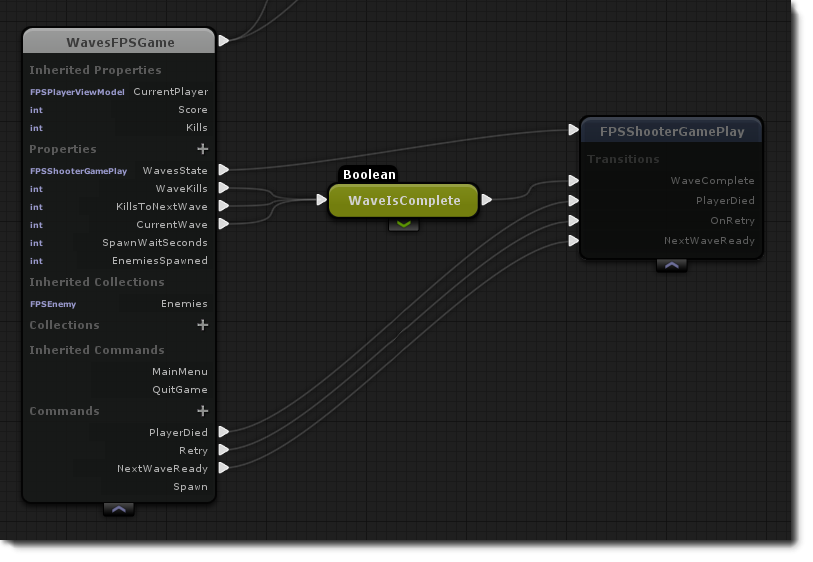 WavesFPSGame
Inherited Properties
FPSPlayerViewModel CurrentPlayer
int Score
int Kills
Properties +
FPSShooterGamePlay WavesState
int WaveKills
int KillsToNextWave
int CurrentWave
int SpawnWaitSeconds
int EnemiesSpawned
Inherited Collections
FPSEnemy Enemies
Collections +
Inherited Commands
MainMenu
QuitGame
Commands +
PlayerDied
Retry
NextWaveReady
Spawn
Boolean
WaveIsComplete
FPSShooterGamePlay
Transitions
WaveComplete
PlayerDied
OnRetry
NextWaveReady